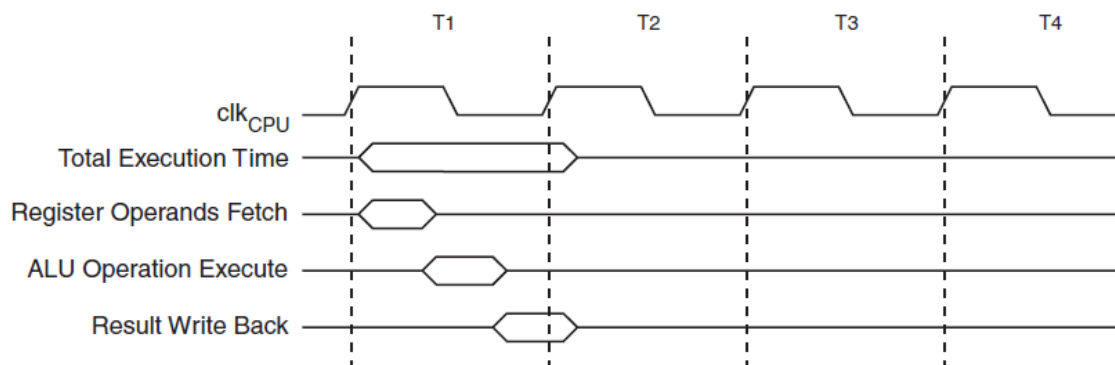 T1 T2 T3 T4
clkCPU
Total Execution Time
Register Operands Fetch
ALU Operation Execute
Result Write Back